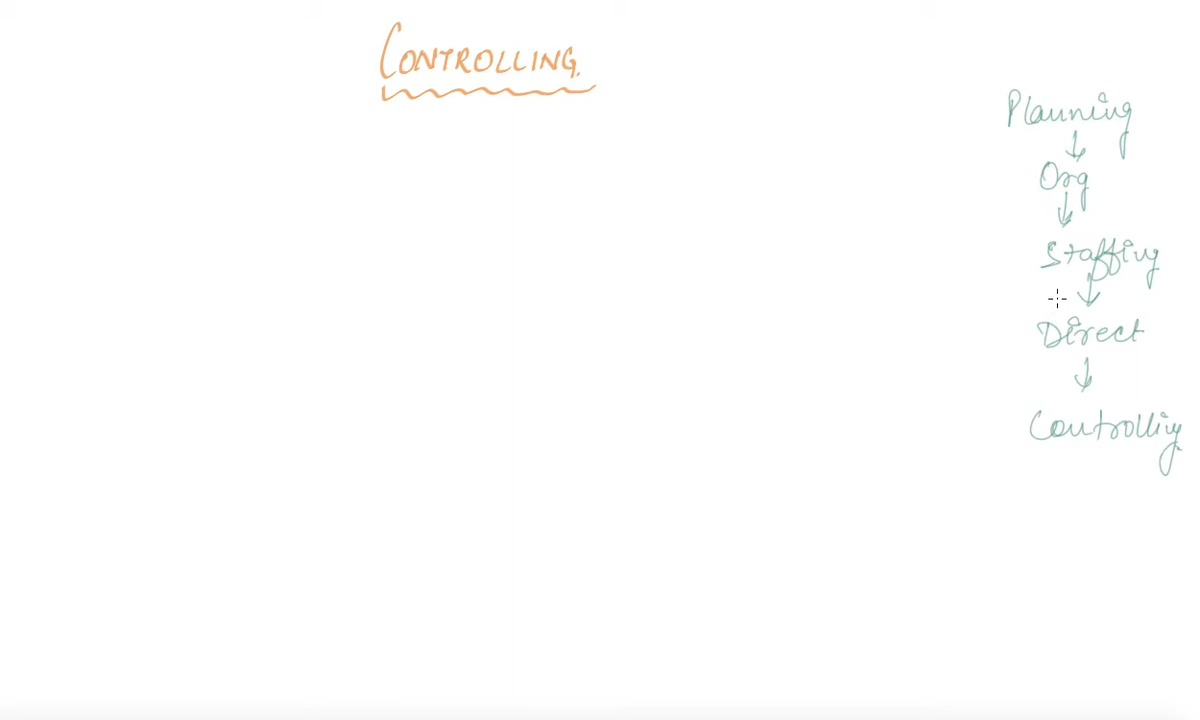 CONTROLLING.
Planning
↓
Org
↓
Staffing
↓
Direct
↓
Controlling